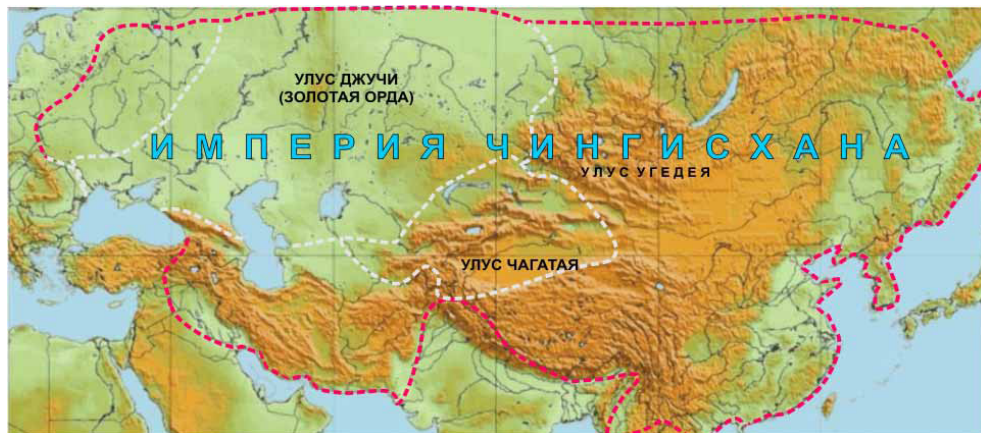 УЛУС ДЖУЧИ
(ЗОЛОТАЯ ОРДА)
ИМПЕРИЯ ЧИНГИСХАНА
УЛУС УГЕДЕЯ
УЛУС ЧАГАТАЯ